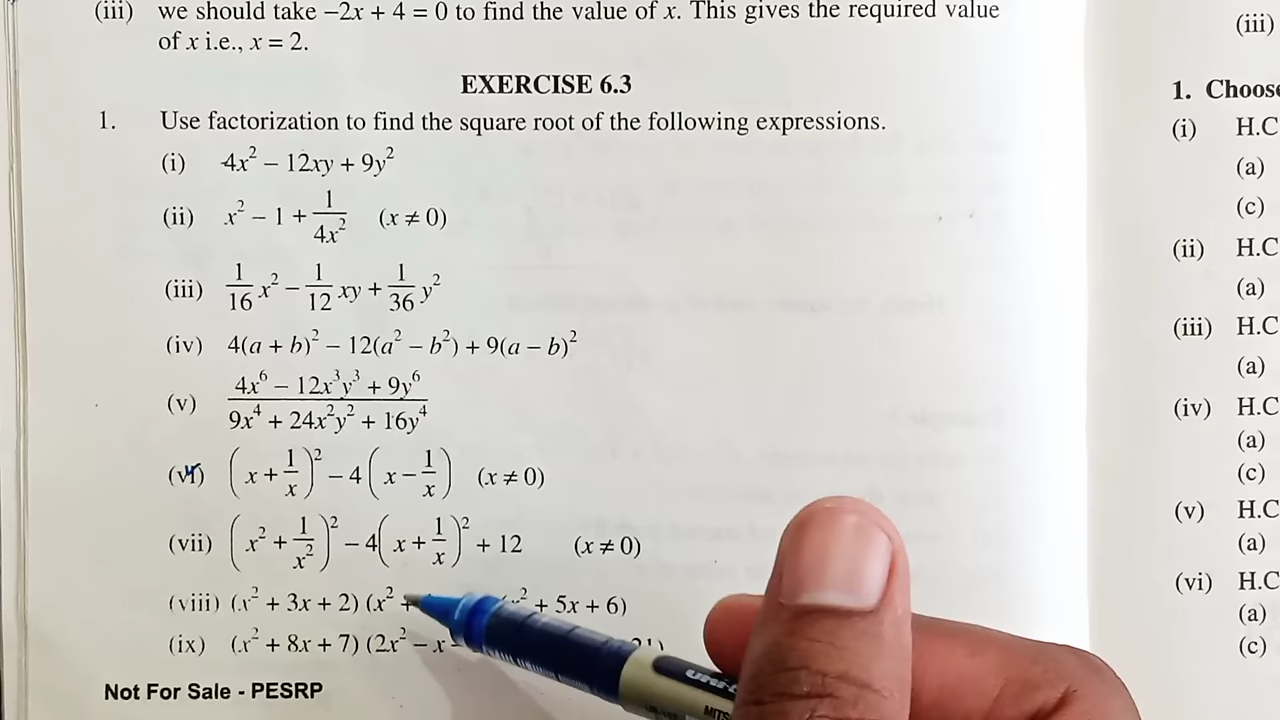 (iii) we should take −2x + 4 = 0 to find the value of x. This gives the required value
of x i.e., x = 2.
EXERCISE 6.3
1. Use factorization to find the square root of the following expressions.
(i) 4x² − 12xy + 9y²
(ii) x² − 1 + 1/4x² (x ≠ 0)
(iii) 1/16 x² − 1/12 xy + 1/36 y²
(iv) 4(a + b)² − 12(a² − b²) + 9(a − b)²
(v) 4x⁶ − 12x³y³ + 9y⁶ / 9x⁴ + 24x²y² + 16y⁴
(vi) (x + 1/x)² − 4(x − 1/x) (x ≠ 0)
(vii) (x² + 1/x²)² − 4(x + 1/x)² + 12 (x ≠ 0)
(viii) (x² + 3x + 2) (x² + x² + 5x + 6)
(ix) (x² + 8x + 7) (2x² − x − 21)
Not For Sale - PESRP
uni
MITS
(iii)
1. Choose
(i) H.C
(a)
(c)
(ii) H.C
(a)
(iii) H.C
(a)
(iv) H.C
(a)
(c)
(v) H.C
(a)
(vi) H.C
(a)
(c)